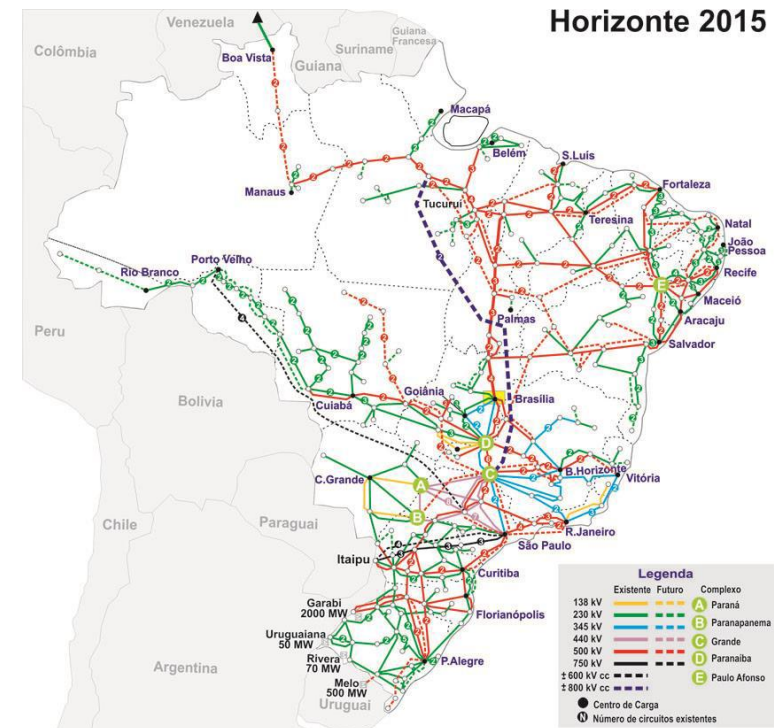 Horizonte 2015
Venezuela
Guiana
Francesa
Suriname
Guiana
Colômbia
Boa Vista
Macapá
Belém
S.Luis
Fortaleza
Manaus
Tucuruí
Teresina
Natal
João
Pessoa
Recife
Maceió
Aracaju
Salvador
Porto Velho
Rio Branco
Palmas
Peru
Bolivia
Goiânia
Brasília
Cuiabá
C.Grande
B.Horizonte
Vitória
R.Janeiro
São Paulo
A
B
C
D
E
Chile
Paraguai
Itaipu
Curitiba
Garabi
2000 MW
Florianópolis
Uruguaiana
50 MW
Rivera
70 MW
P.Alegre
Melo
500 MW
Argentina
Uruguai
Legenda
Existente Futuro Complexo
138 kV A Paraná
230 kV
345 kV B Paranapanema
440 kV C Grande
500 kV D Paranaíba
750 kV
±600 kV cc E Paulo Afonso
±800 kV cc
Centro de Carga
N Número de circuitos existentes